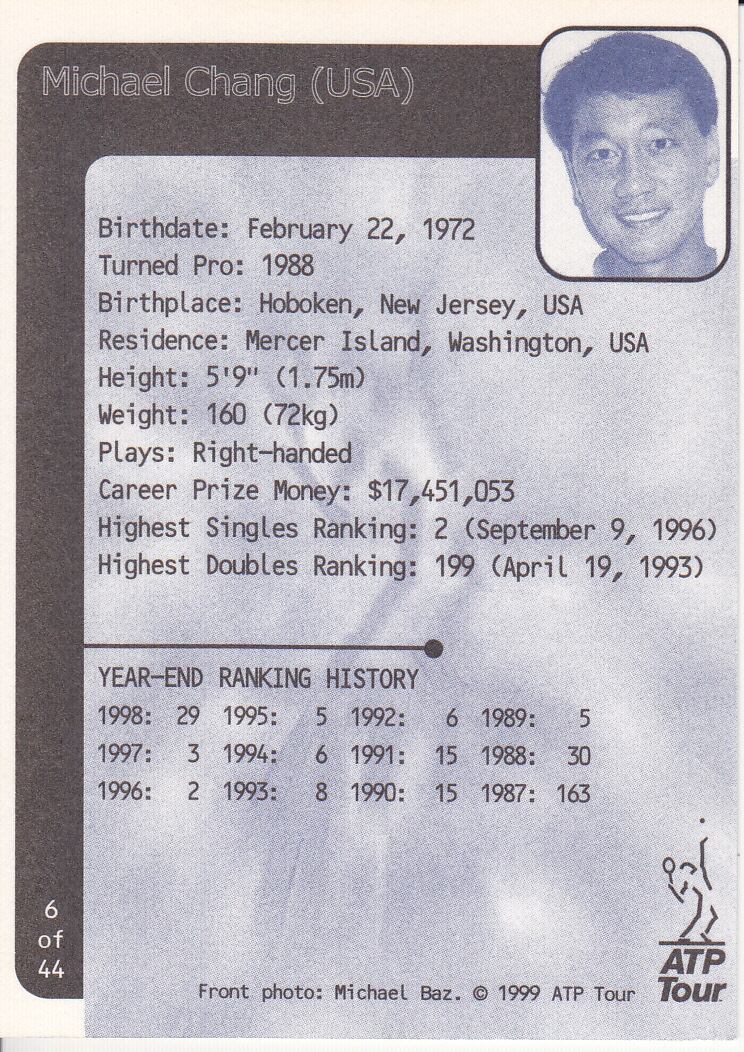 Michael Chang (USA)
Birthdate: February 22, 1972
Turned Pro: 1988
Birthplace: Hoboken, New Jersey, USA
Residence: Mercer Island, Washington, USA
Height: 5'9" (1.75m)
Weight: 160 (72kg)
Plays: Right-handed
Career Prize Money: $17,451,053
Highest Singles Ranking: 2 (September 9, 1996)
Highest Doubles Ranking: 199 (April 19, 1993)
YEAR-END RANKING HISTORY
1998: 29 1995: 5 1992: 6 1989: 5
1997: 3 1994: 6 1991: 15 1988: 30
1996: 2 1993: 8 1990: 15 1987: 163
6
of
44
ATP
Tour
Front photo: Michael Baz. © 1999 ATP Tour